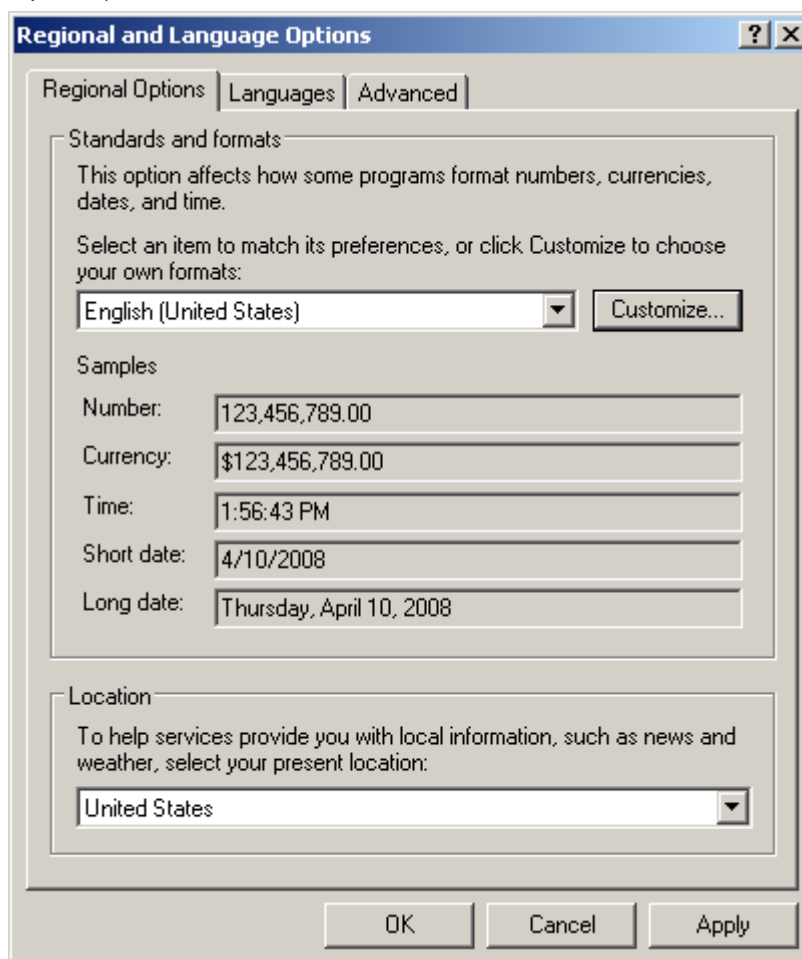 Regional and Language Options
Regional Options Languages Advanced
Standards and formats
This option affects how some programs format numbers, currencies,
dates, and time.
Select an item to match its preferences, or click Customize to choose
your own formats:
English (United States) Customize...
Samples
Number: 123,456,789.00
Currency: $123,456,789.00
Time: 1:56:43 PM
Short date: 4/10/2008
Long date: Thursday, April 10, 2008
Location
To help services provide you with local information, such as news and
weather, select your present location:
United States
OK Cancel Apply